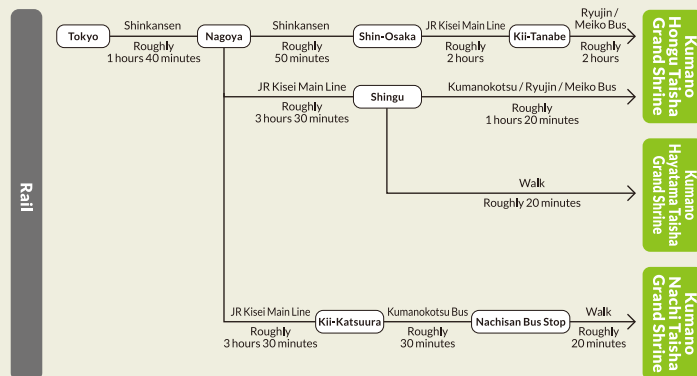 Rail
Tokyo
Shinkansen
Roughly
1 hours 40 minutes
Nagoya
Shinkansen
Roughly
50 minutes
Shin-Osaka
JR Kisei Main Line
Roughly
2 hours
Kii-Tanabe
Ryujin /
Meiko Bus
Roughly
2 hours
Kumano
Hongu Taisha
Grand Shrine
JR Kisei Main Line
Roughly
3 hours 30 minutes
Shingu
Kumanokotsu / Ryujin / Meiko Bus
Roughly
1 hours 20 minutes
Walk
Roughly 20 minutes
Kumano
Hayatama Taisha
Grand Shrine
JR Kisei Main Line
Roughly
3 hours 30 minutes
Kii-Katsuura
Kumanokotsu Bus
Roughly
30 minutes
Nachisan Bus Stop
Walk
Roughly
20 minutes
Kumano
Nachi Taisha
Grand Shrine